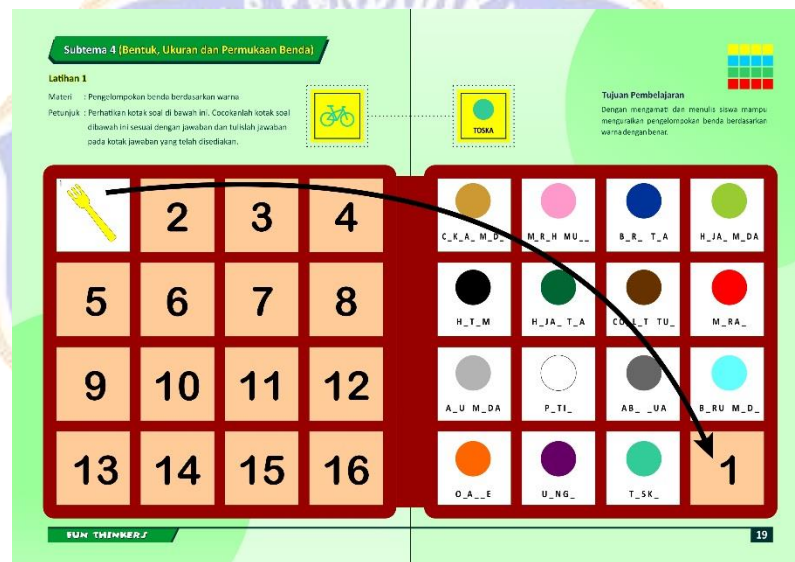 Subtema 4 (Bentuk, Ukuran dan Permukaan Benda)
Latihan 1
Materi : Pengelompokan benda berdasarkan warna
Petunjuk : Perhatikan kotak soal di bawah ini. Cocokanlah kotak soal
dibawah ini sesuai dengan jawaban dan tulislah jawaban
pada kotak jawaban yang telah disediakan.
TOSKA
Tujuan Pembelajaran
Dengan mengamati dan menulis siswa mampu
menguraikan pengelompokan benda berdasarkan
warna dengan benar.
1
2 3 4
5 6 7 8
9 10 11 12
13 14 15 16
C_K_A_ M_D_ M_R_H MU__ B_R_ T_A H_JA_ M_DA
H_T_M H_JA_ T_A CO_L_T TU_ M_RA_
A_U M_DA P_TI_ AB_ _UA B_RU M_D_
O_A__E U_NG_ T_SK_ 1
FUN THINKERS
19